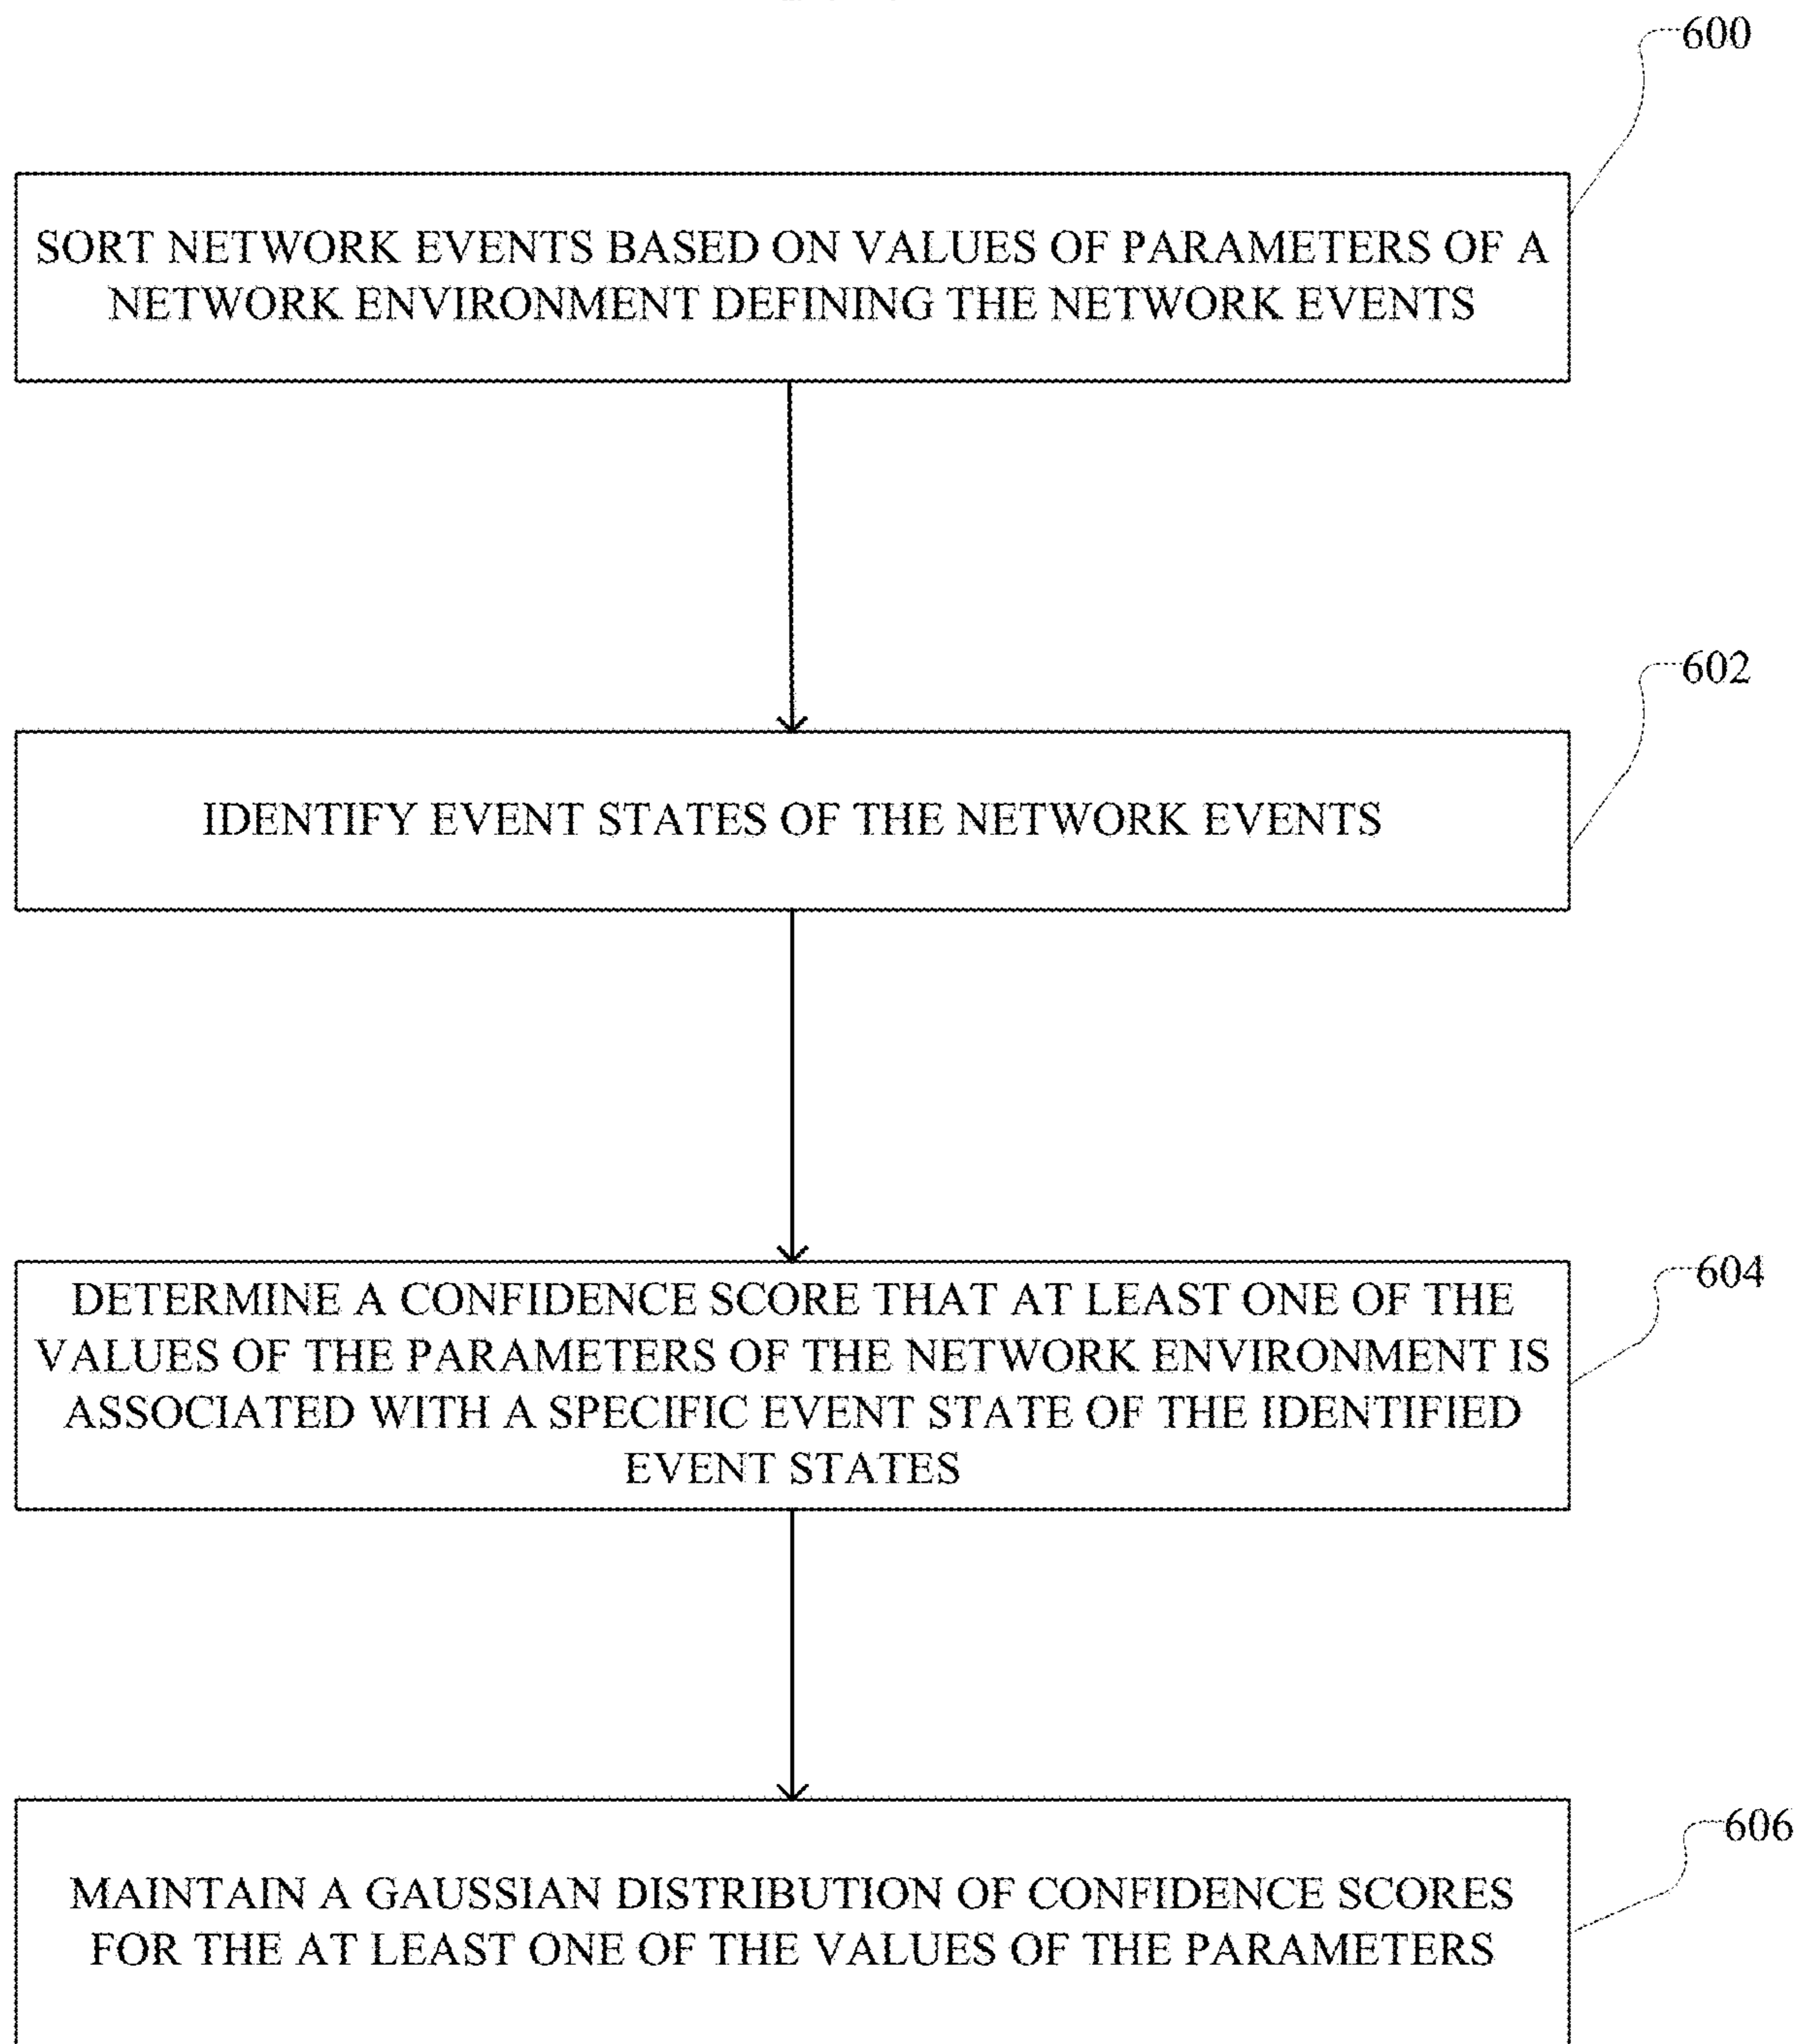 600
SORT NETWORK EVENTS BASED ON VALUES OF PARAMETERS OF A
NETWORK ENVIRONMENT DEFINING THE NETWORK EVENTS
602
IDENTIFY EVENT STATES OF THE NETWORK EVENTS
604
DETERMINE A CONFIDENCE SCORE THAT AT LEAST ONE OF THE
VALUES OF THE PARAMETERS OF THE NETWORK ENVIRONMENT IS
ASSOCIATED WITH A SPECIFIC EVENT STATE OF THE IDENTIFIED
EVENT STATES
606
MAINTAIN A GAUSSIAN DISTRIBUTION OF CONFIDENCE SCORES
FOR THE AT LEAST ONE OF THE VALUES OF THE PARAMETERS